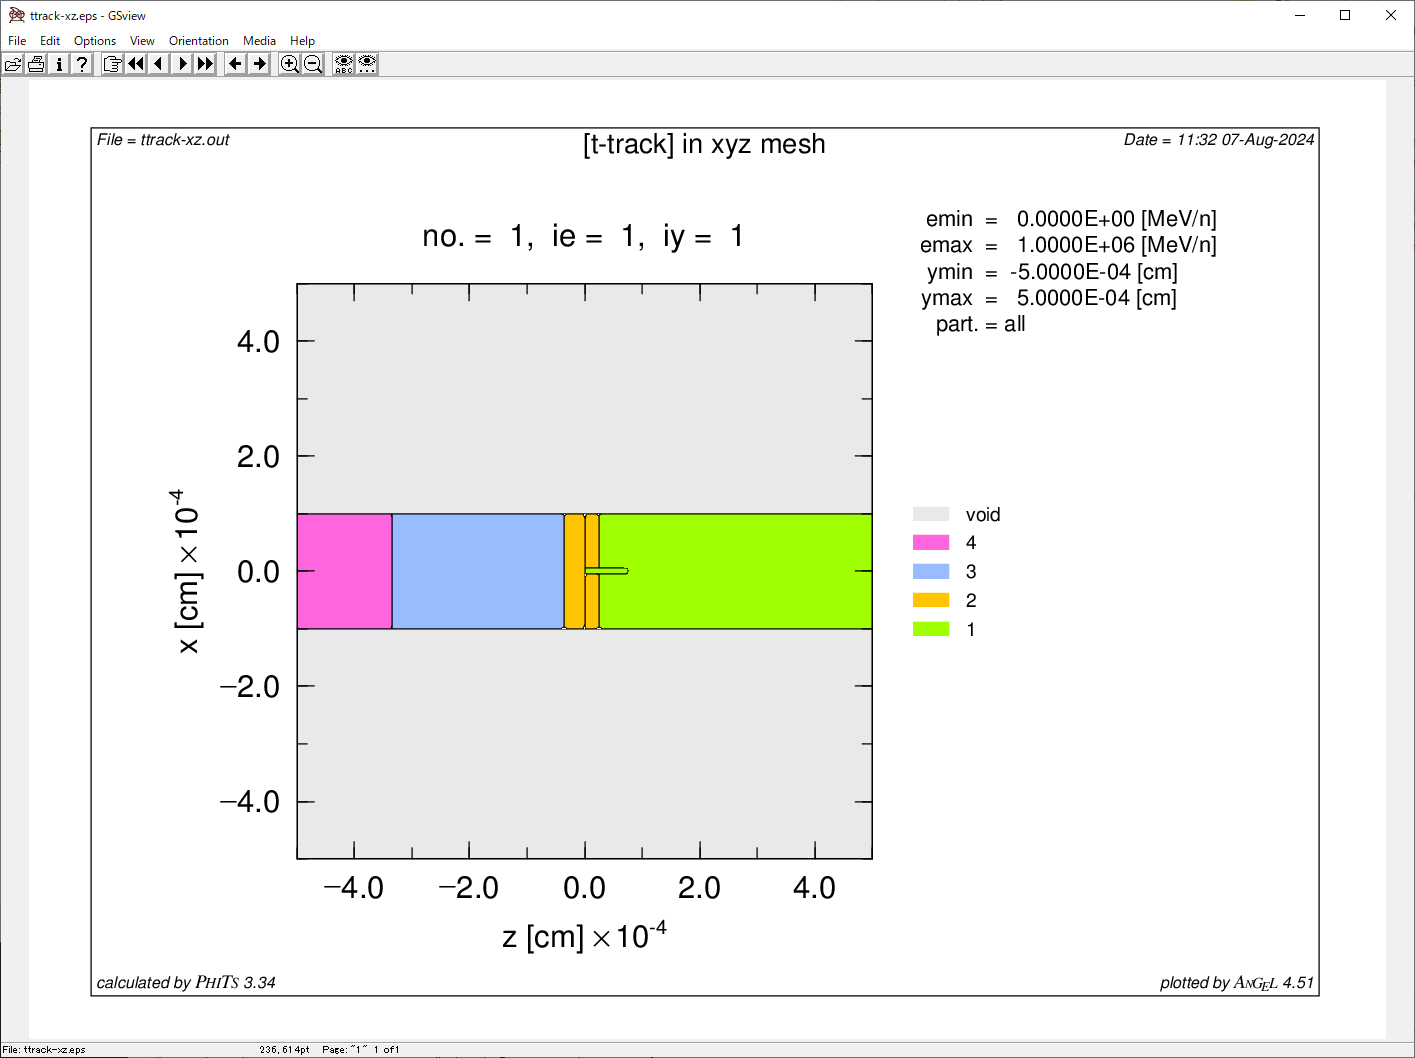 ttrack-xz.eps - GSview
File Edit Options View Orientation Media Help
File = ttrack-xz.out
[t-track] in xyz mesh
Date = 11:32 07-Aug-2024
no. = 1, ie = 1, iy = 1
emin = 0.0000E+00 [MeV/n]
emax = 1.0000E+06 [MeV/n]
ymin = -5.0000E-04 [cm]
ymax = 5.0000E-04 [cm]
part. = all
4.0
2.0
0.0
−2.0
−4.0
x [cm] ×10-4
void
4
3
2
1
−4.0 −2.0 0.0 2.0 4.0
z [cm] ×10-4
calculated by PHITS 3.34
plotted by ANGEL 4.51
File: ttrack-xz.eps 236, 614pt Page: "1" 1 of 1